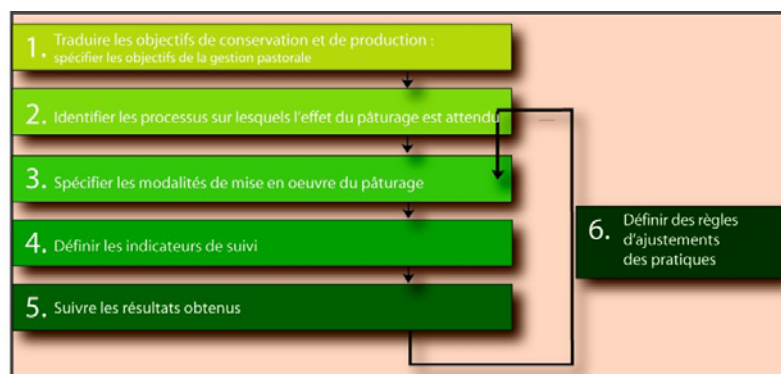 1. Traduire les objectifs de conservation et de production :
spécifier les objectifs de la gestion pastorale
2. Identifier les processus sur lesquels l'effet du pâturage est attendu
3. Spécifier les modalités de mise en oeuvre du pâturage
4. Définir les indicateurs de suivi
5. Suivre les résultats obtenus
6. Définir des règles
d'ajustements
des pratiques